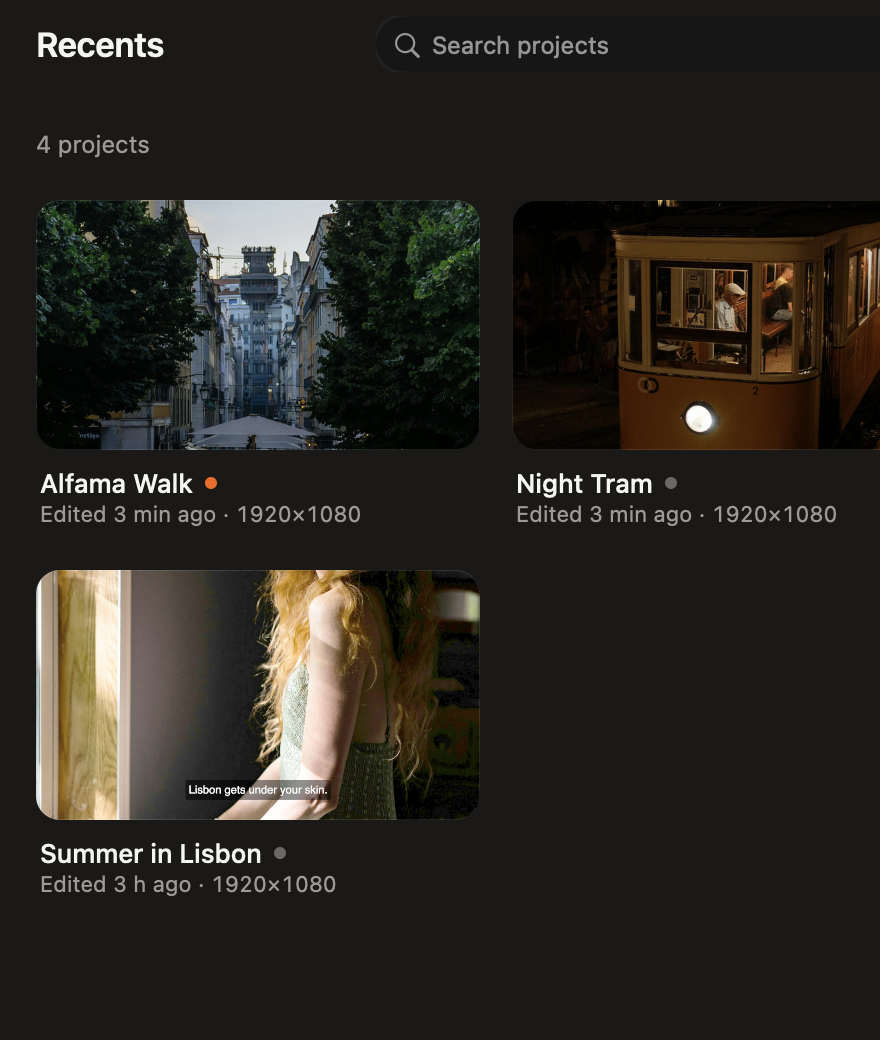 Recents
Search projects
4 projects
Alfama Walk
Edited 3 min ago · 1920×1080
Night Tram
Edited 3 min ago · 1920×1080
2
Lisbon gets under your skin.
Summer in Lisbon
Edited 3 h ago · 1920×1080